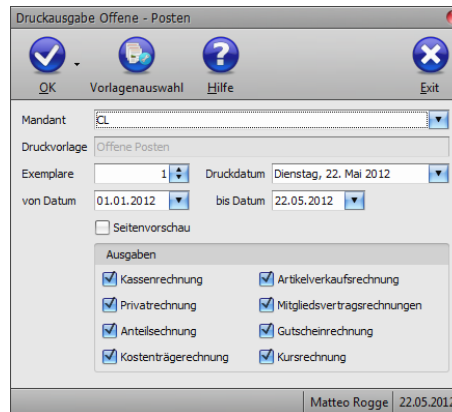 Druckausgabe Offene - Posten
OK Vorlagenauswahl Hilfe Exit
Mandant CL
Druckvorlage Offene Posten
Exemplare 1 Druckdatum Dienstag, 22. Mai 2012
von Datum 01.01.2012 bis Datum 22.05.2012
Seitenvorschau
Ausgaben
Kassenrechnung Artikelverkaufsrechnung
Privatrechnung Mitgliedsvertragsrechnungen
Anteilsechnung Gutscheinrechnung
Kostenträgerechnung Kursrechnung
Matteo Rogge 22.05.2012